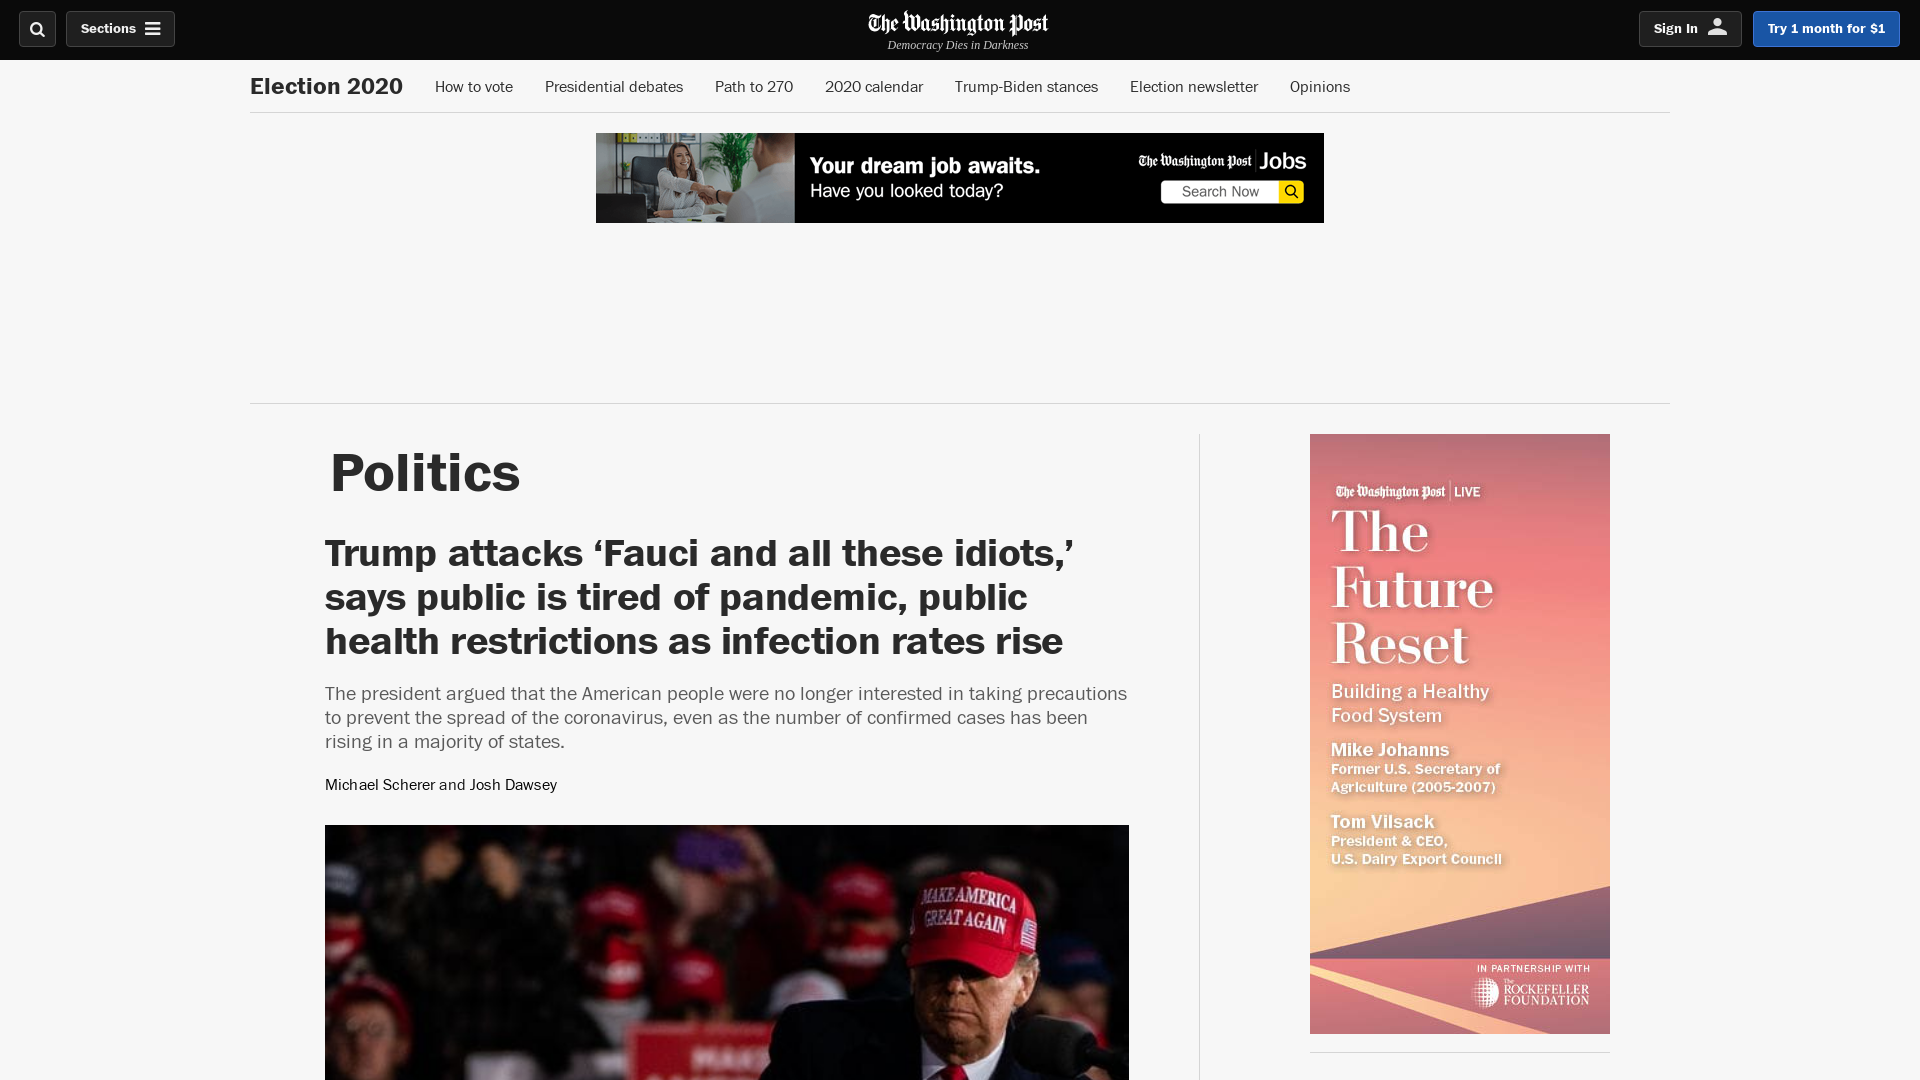 Sections
The Washington Post
Democracy Dies in Darkness
Sign In
Try 1 month for $1
Election 2020
How to vote
Presidential debates
Path to 270
2020 calendar
Trump-Biden stances
Election newsletter
Opinions
Your dream job awaits.
Have you looked today?
The Washington Post Jobs
Search Now
Politics
Trump attacks ‘Fauci and all these idiots,’
says public is tired of pandemic, public
health restrictions as infection rates rise
The president argued that the American people were no longer interested in taking precautions
to prevent the spread of the coronavirus, even as the number of confirmed cases has been
rising in a majority of states.
Michael Scherer and Josh Dawsey
MAKE AMERICA
GREAT AGAIN
The Washington Post LIVE
The
Future
Reset
Building a Healthy
Food System
Mike Johanns
Former U.S. Secretary of
Agriculture (2005-2007)
Tom Vilsack
President & CEO,
U.S. Dairy Export Council
IN PARTNERSHIP WITH
The
ROCKEFELLER
FOUNDATION